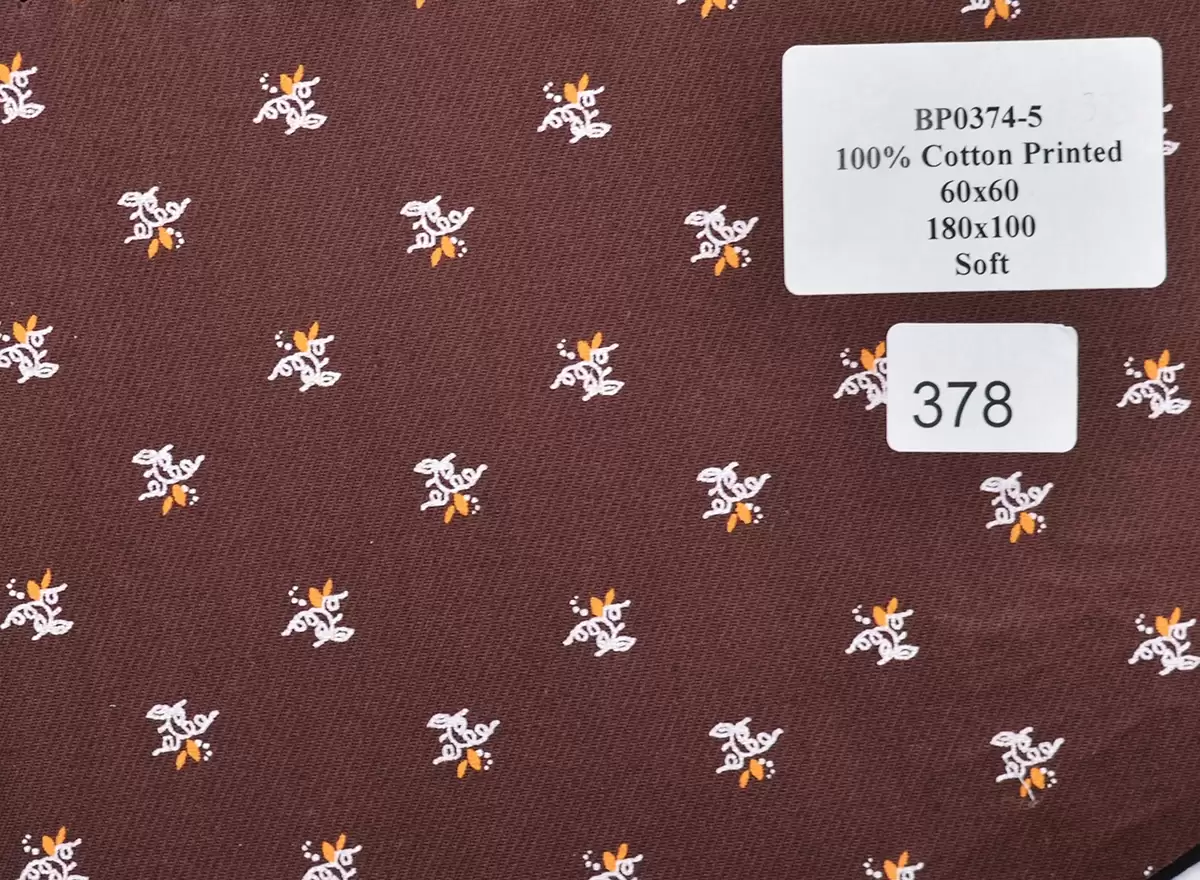 BP0374-5
100% Cotton Printed
60x60
180x100
Soft
378